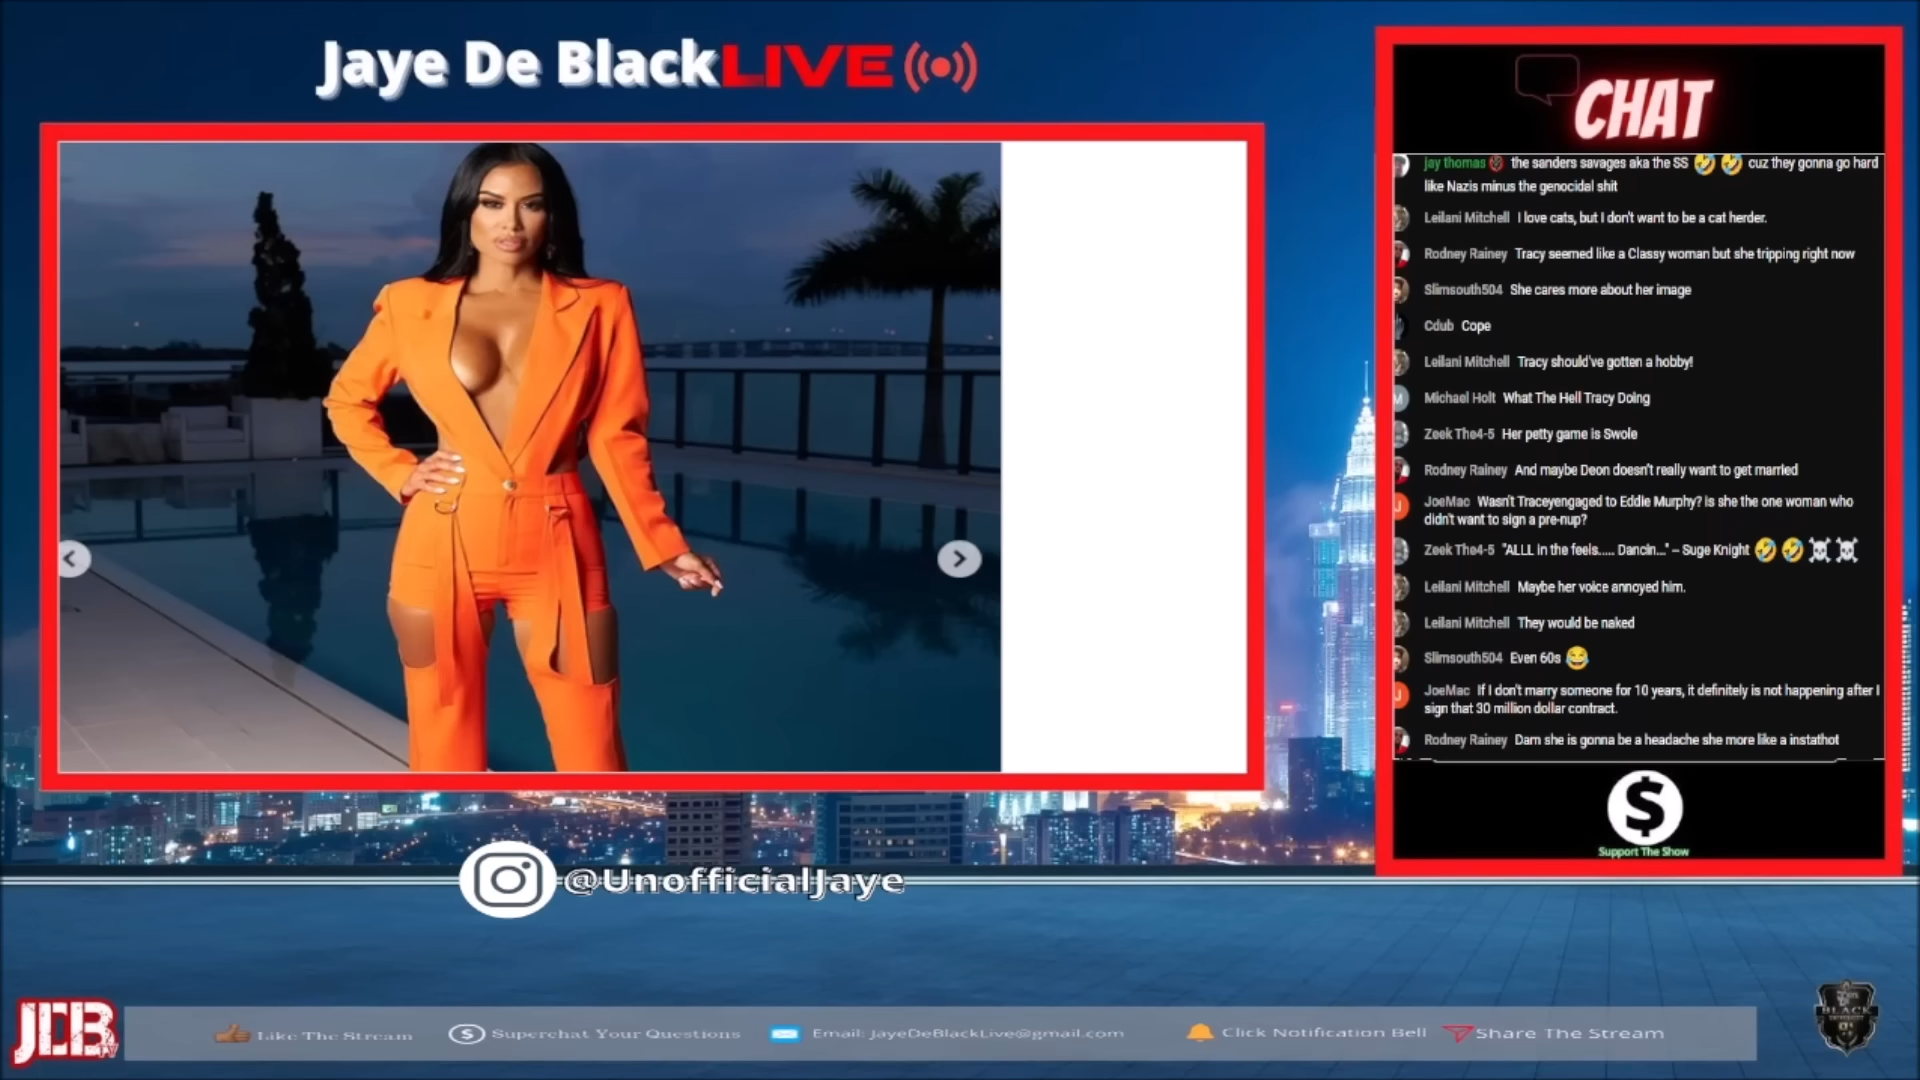 Jaye De Black LIVE
CHAT
jay thomas the sanders savages aka the SS 🤣 🤣 cuz they gonna go hard
like Nazis minus the genocidal shit
Leilani Mitchell I love cats, but I don't want to be a cat herder.
Rodney Rainey Tracy seemed like a Classy woman but she tripping right now
Slimsouth504 She cares more about her image
Cdub Cope
Leilani Mitchell Tracy should've gotten a hobby!
M Michael Holt What The Hell Tracy Doing
Zeek The4-5 Her petty game is Swole
Rodney Rainey And maybe Deon doesn't really want to get married
J JoeMac Wasn't Traceyengaged to Eddie Murphy? Is she the one woman who
didn't want to sign a pre-nup?
Zeek The4-5 "ALLL in the feels..... Dancin..." -- Suge Knight 🤣 🤣 ☠ ☠
Leilani Mitchell Maybe her voice annoyed him.
Leilani Mitchell They would be naked
Slimsouth504 Even 60s 😂
J JoeMac If I don't marry someone for 10 years, it definitely is not happening after I
sign that 30 million dollar contract.
Rodney Rainey Dam she is gonna be a headache she more like a instathot
$
Support The Show
@UnofficialJaye
JDB TV
Like The Stream
$ Superchat Your Questions
Email: JayeDeBlackLive@gmail.com
Click Notification Bell
Share The Stream
BLACK